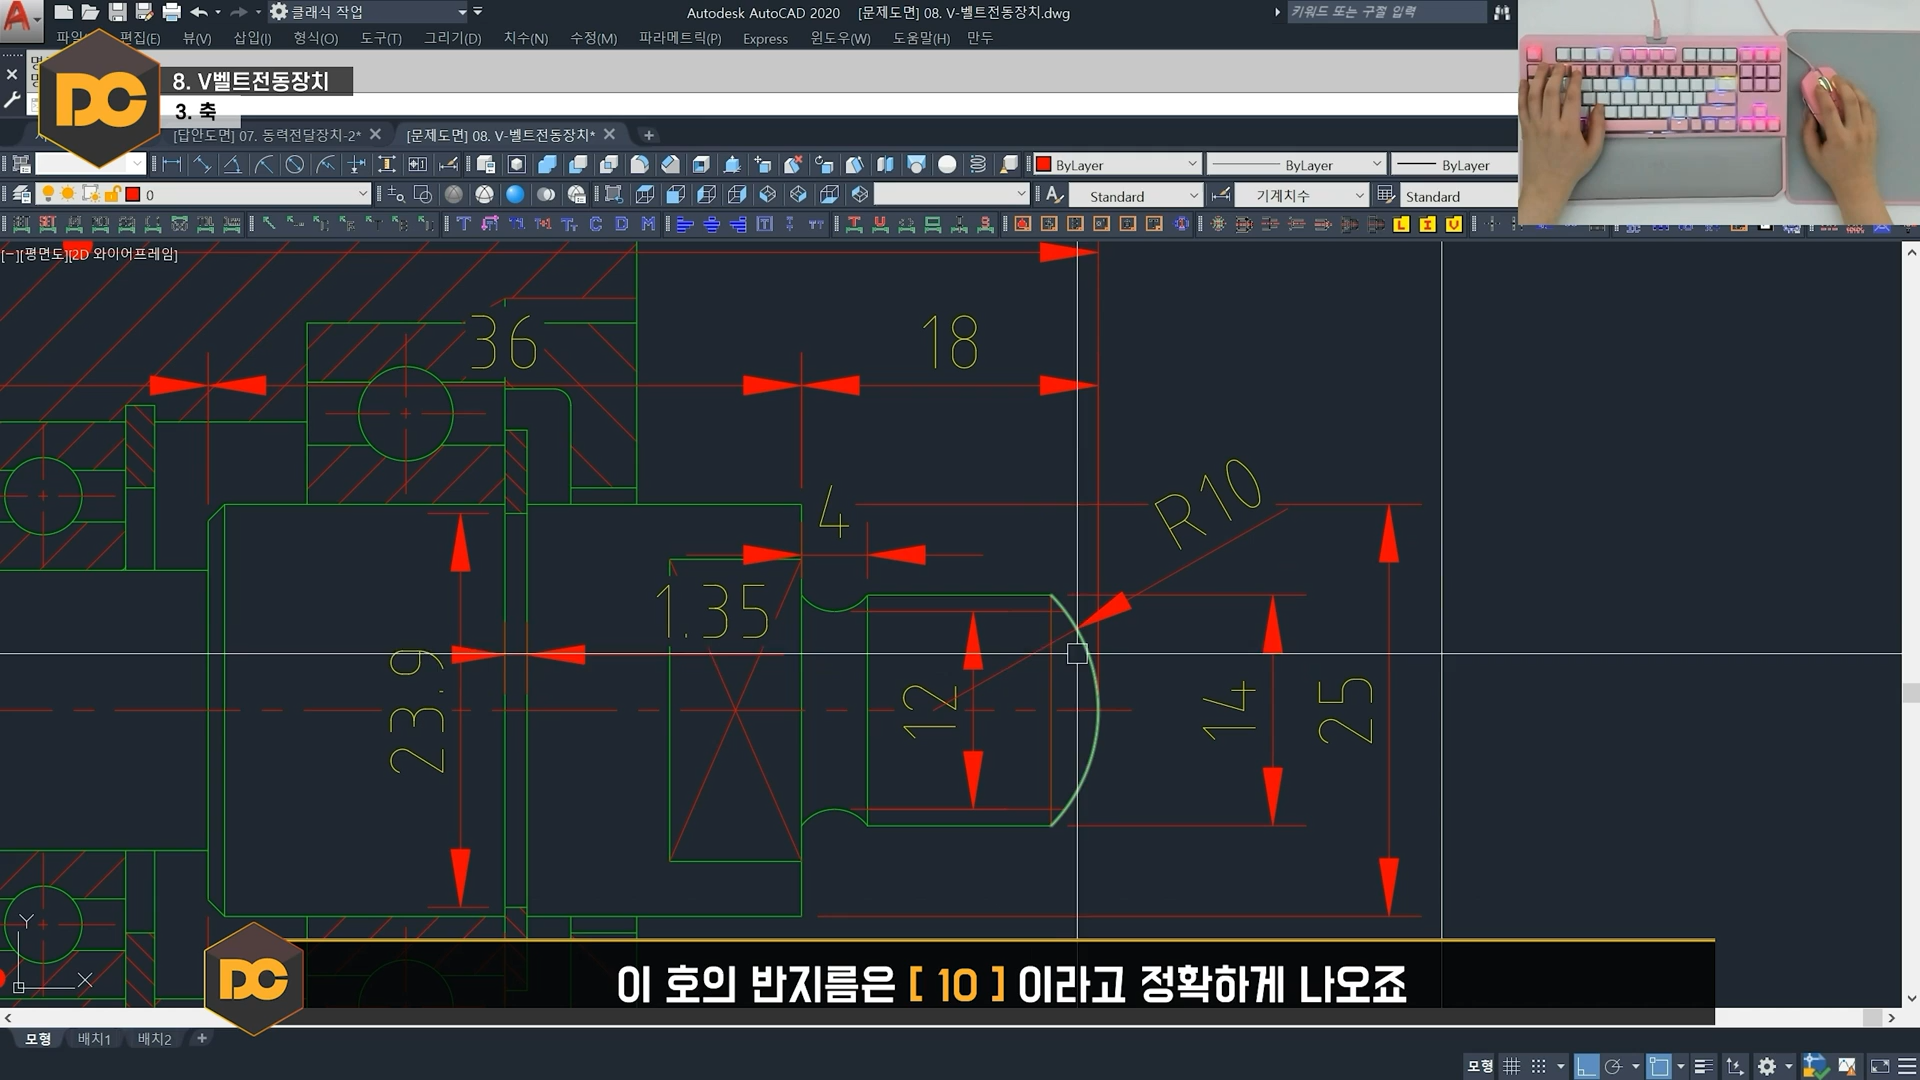 클래식 작업
Autodesk AutoCAD 2020 [문제도면] 08. V-벨트전동장치.dwg
키워드 또는 구절 입력
편집(E) 뷰(V) 삽입(I) 형식(O) 도구(T) 그리기(D) 치수(N) 수정(M) 파라메트릭(P) Express 윈도우(W) 도움말(H) 만두
DC
8. V벨트전동장치
3. 축
[답안도면] 07. 동력전달장치-2*
[문제도면] 08. V-벨트전동장치*
ByLayer
ByLayer
ByLayer
0
Standard
기계치수
Standard
[−][평면도][2D 와이어프레임]
36
18
R10
4
1.35
23.9
12
14
25
Y
X
DC
이 호의 반지름은 [ 10 ] 이라고 정확하게 나오죠
모형 배치1 배치2 +
모형